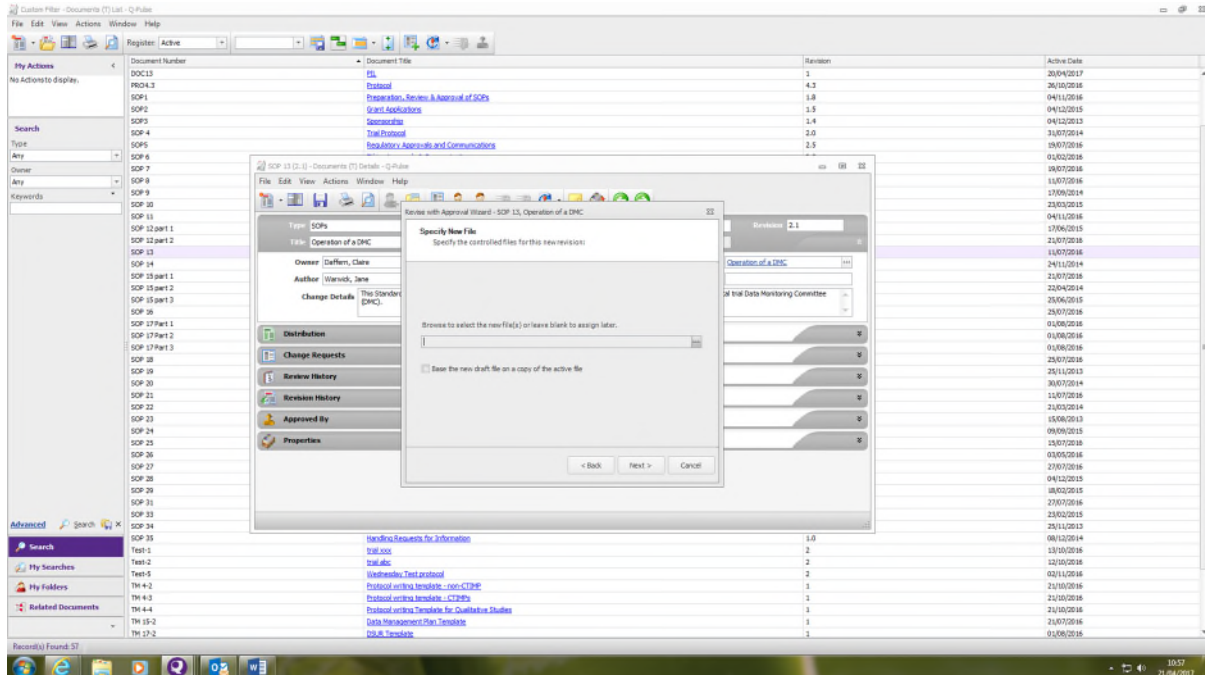 Custom Filter - Documents (T) List - Q-Pulse
File Edit View Actions Window Help
Register: Active
My Actions
No Actions to display.
Search
Type
Any
Owner
Any
Keywords
Advanced Search
Search
My Searches
My Folders
Related Documents
Document Number Document Title Revision Active Date
DOC13 PIL 1 20/04/2017
PRO4.3 Protocol 4.3 26/10/2016
SOP1 Preparation, Review & Approval of SOPs 1.8 04/11/2016
SOP2 Grant Applications 1.5 04/12/2015
SOP3 Sponsorship 1.4 04/12/2013
SOP 4 Trial Protocol 2.0 31/07/2014
SOP5 Regulatory Approvals and Communications 2.5 19/07/2016
SOP 6 01/02/2016
SOP 7 19/07/2016
SOP 8 11/07/2016
SOP 9 17/09/2014
SOP 10 23/03/2015
SOP 11 04/11/2016
SOP 12 part 1 17/06/2015
SOP 12 part 2 21/07/2016
SOP 13 11/07/2016
SOP 14 24/11/2014
SOP 15 part 1 21/07/2016
SOP 15 part 2 22/04/2014
SOP 15 part 3 25/06/2015
SOP 16 25/07/2016
SOP 17 Part 1 01/08/2016
SOP 17 Part 2 01/08/2016
SOP 17 Part 3 01/08/2016
SOP 18 25/07/2016
SOP 19 25/11/2013
SOP 20 30/07/2014
SOP 21 11/07/2016
SOP 22 21/03/2014
SOP 23 15/08/2013
SOP 24 09/09/2015
SOP 25 15/07/2016
SOP 26 03/05/2016
SOP 27 27/07/2016
SOP 28 04/12/2015
SOP 29 18/02/2015
SOP 31 27/07/2016
SOP 33 23/02/2015
SOP 34 25/11/2013
SOP 35 Handling Requests for Information 1.0 08/12/2014
Test-1 trial xxx 2 13/10/2016
Test-2 trial abc 2 12/10/2016
Test-5 Wednesday Test protocol 2 02/11/2016
TM 4-2 Protocol writing template - non-CTIMP 1 21/10/2016
TM 4-3 Protocol writing template - CTIMPs 1 21/10/2016
TM 4-4 Protocol writing Template for Qualitative Studies 1 21/10/2016
TM 15-2 Data Management Plan Template 1 21/07/2016
TM 17-2 DSUR Template 1 01/08/2016
SOP 13 (2.1) - Documents (T) Details - Q-Pulse
File Edit View Actions Window Help
Type SOPs Revision 2.1
Title Operation of a DMC
Owner Daffern, Claire Operation of a DMC
Author Warwick, Jane
Change Details This Standard al trial Data Monitoring Committee
(DMC).
Distribution
Change Requests
Review History
Revision History
Approved By
Properties
Revise with Approval Wizard - SOP 13, Operation of a DMC
Specify New File
Specify the controlled files for this new revision:
Browse to select the new file(s) or leave blank to assign later.
Base the new draft file on a copy of the active file
< Back Next > Cancel
Record(s) Found: 57
10:57
21/04/2017